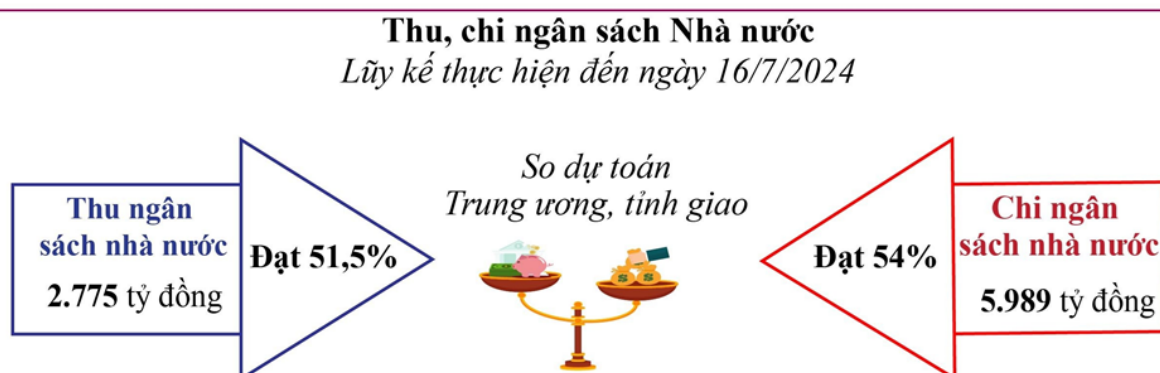 Thu, chi ngân sách Nhà nước
Lũy kế thực hiện đến ngày 16/7/2024
So dự toán
Trung ương, tỉnh giao
Thu ngân
sách nhà nước
2.775 tỷ đồng
Đạt 51,5%
Đạt 54%
Chi ngân
sách nhà nước
5.989 tỷ đồng